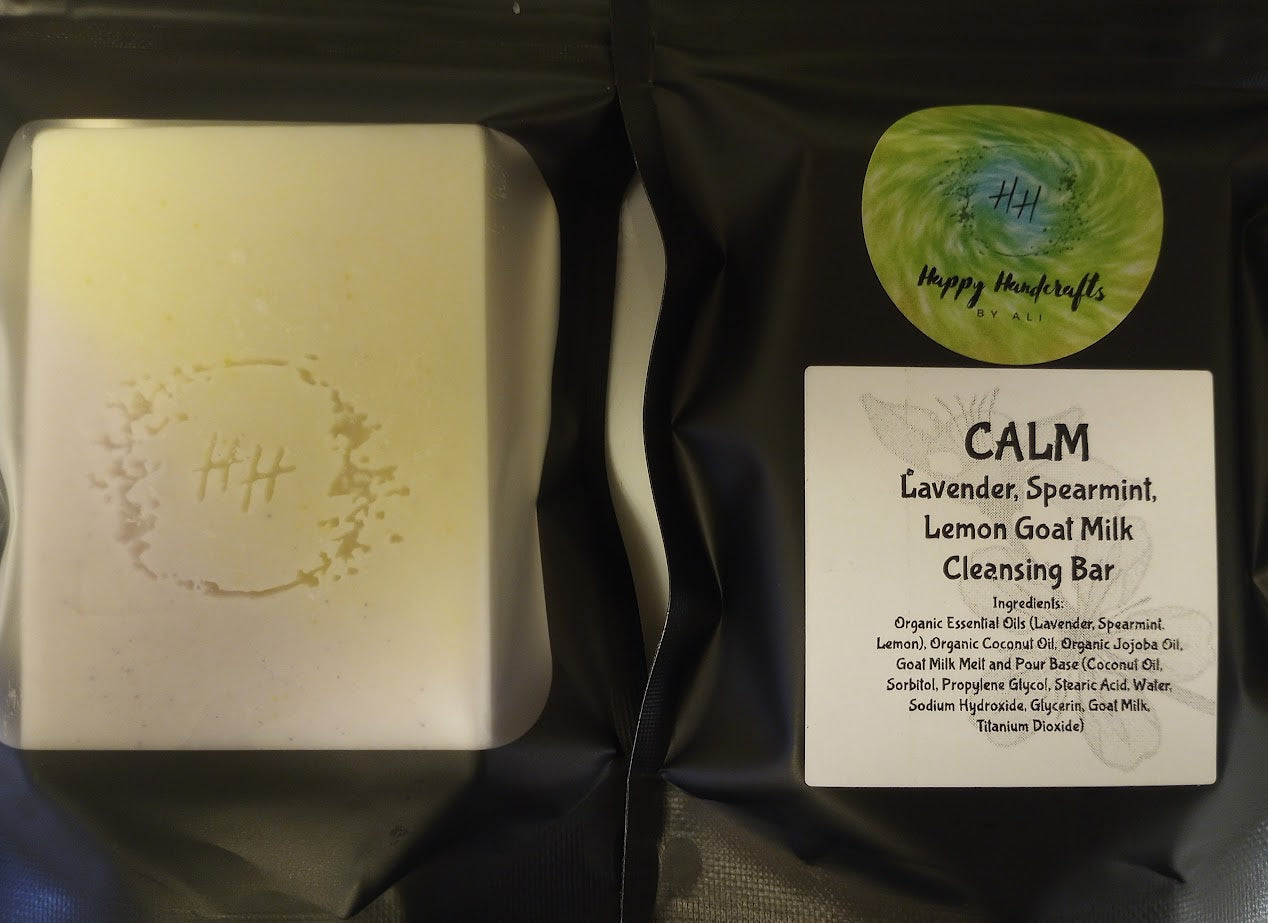 HH
HH
Happy Handcrafts
BY ALI
CALM
Lavender, Spearmint,
Lemon Goat Milk
Cleansing Bar
Ingredients:
Organic Essential Oils (Lavender, Spearmint.
Lemon), Organic Coconut Oil, Organic Jojoba Oil,
Goat Milk Melt and Pour Base (Coconut Oil,
Sorbitol, Propylene Glycol, Stearic Acid, Water,
Sodium Hydroxide, Glycerin, Goat Milk,
Titanium Dioxide)